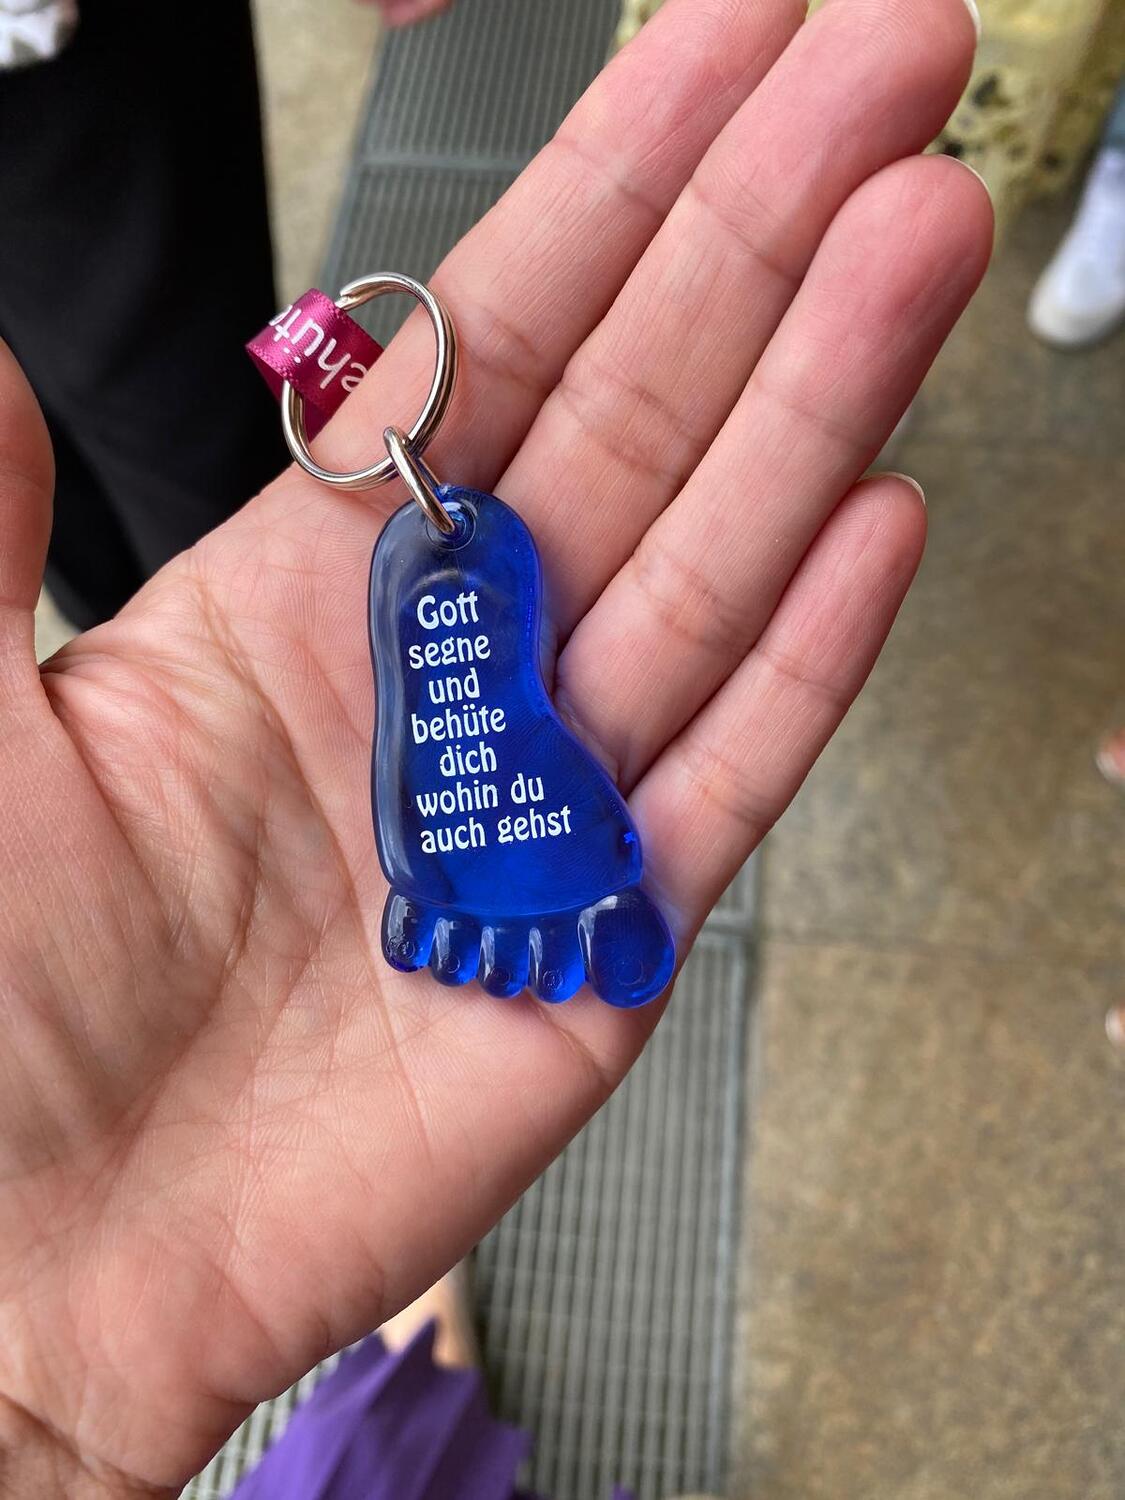 Gott
segne
und
behüte
dich
wohin du
auch gehst